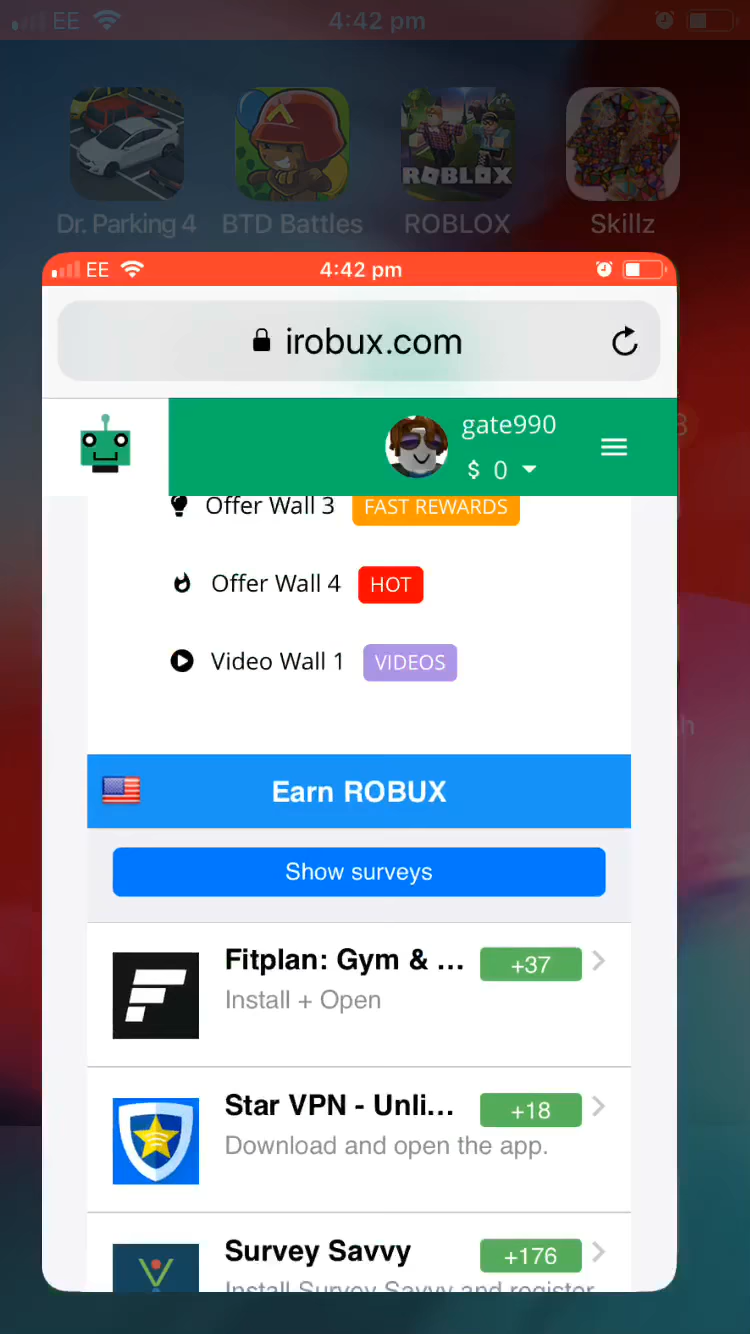 EE 4:42 pm
ROBLOX
Dr. Parking 4 BTD Battles ROBLOX Skillz
EE 4:42 pm
irobux.com
gate990
$ 0
Offer Wall 3 FAST REWARDS
Offer Wall 4 HOT
Video Wall 1 VIDEOS
Earn ROBUX
Show surveys
Fitplan: Gym & ... +37
Install + Open
Star VPN - Unli... +18
Download and open the app.
Survey Savvy +176
Install Survey Savvy and register